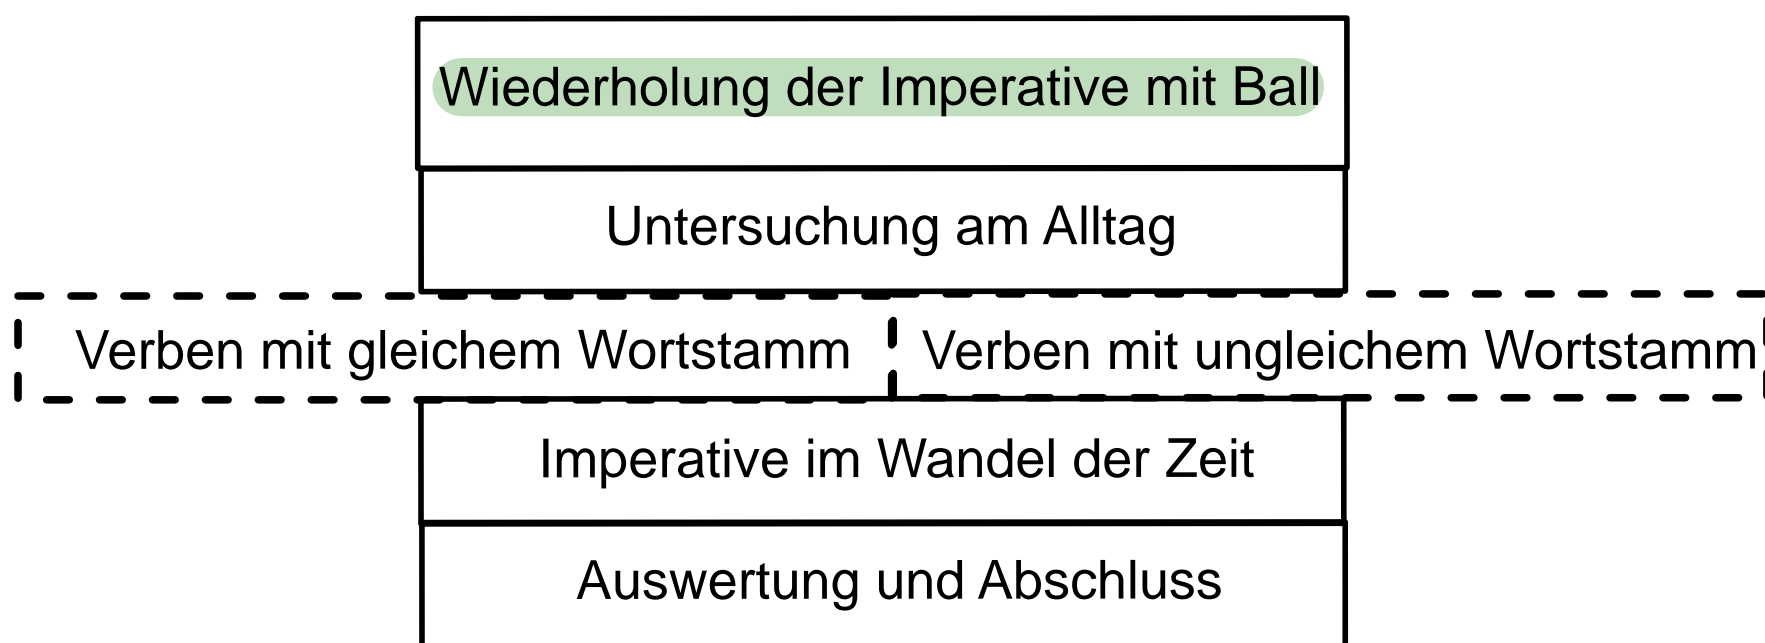 Wiederholung der Imperative mit Ball
Untersuchung am Alltag
Verben mit gleichem Wortstamm
Verben mit ungleichem Wortstamm
Imperative im Wandel der Zeit
Auswertung und Abschluss